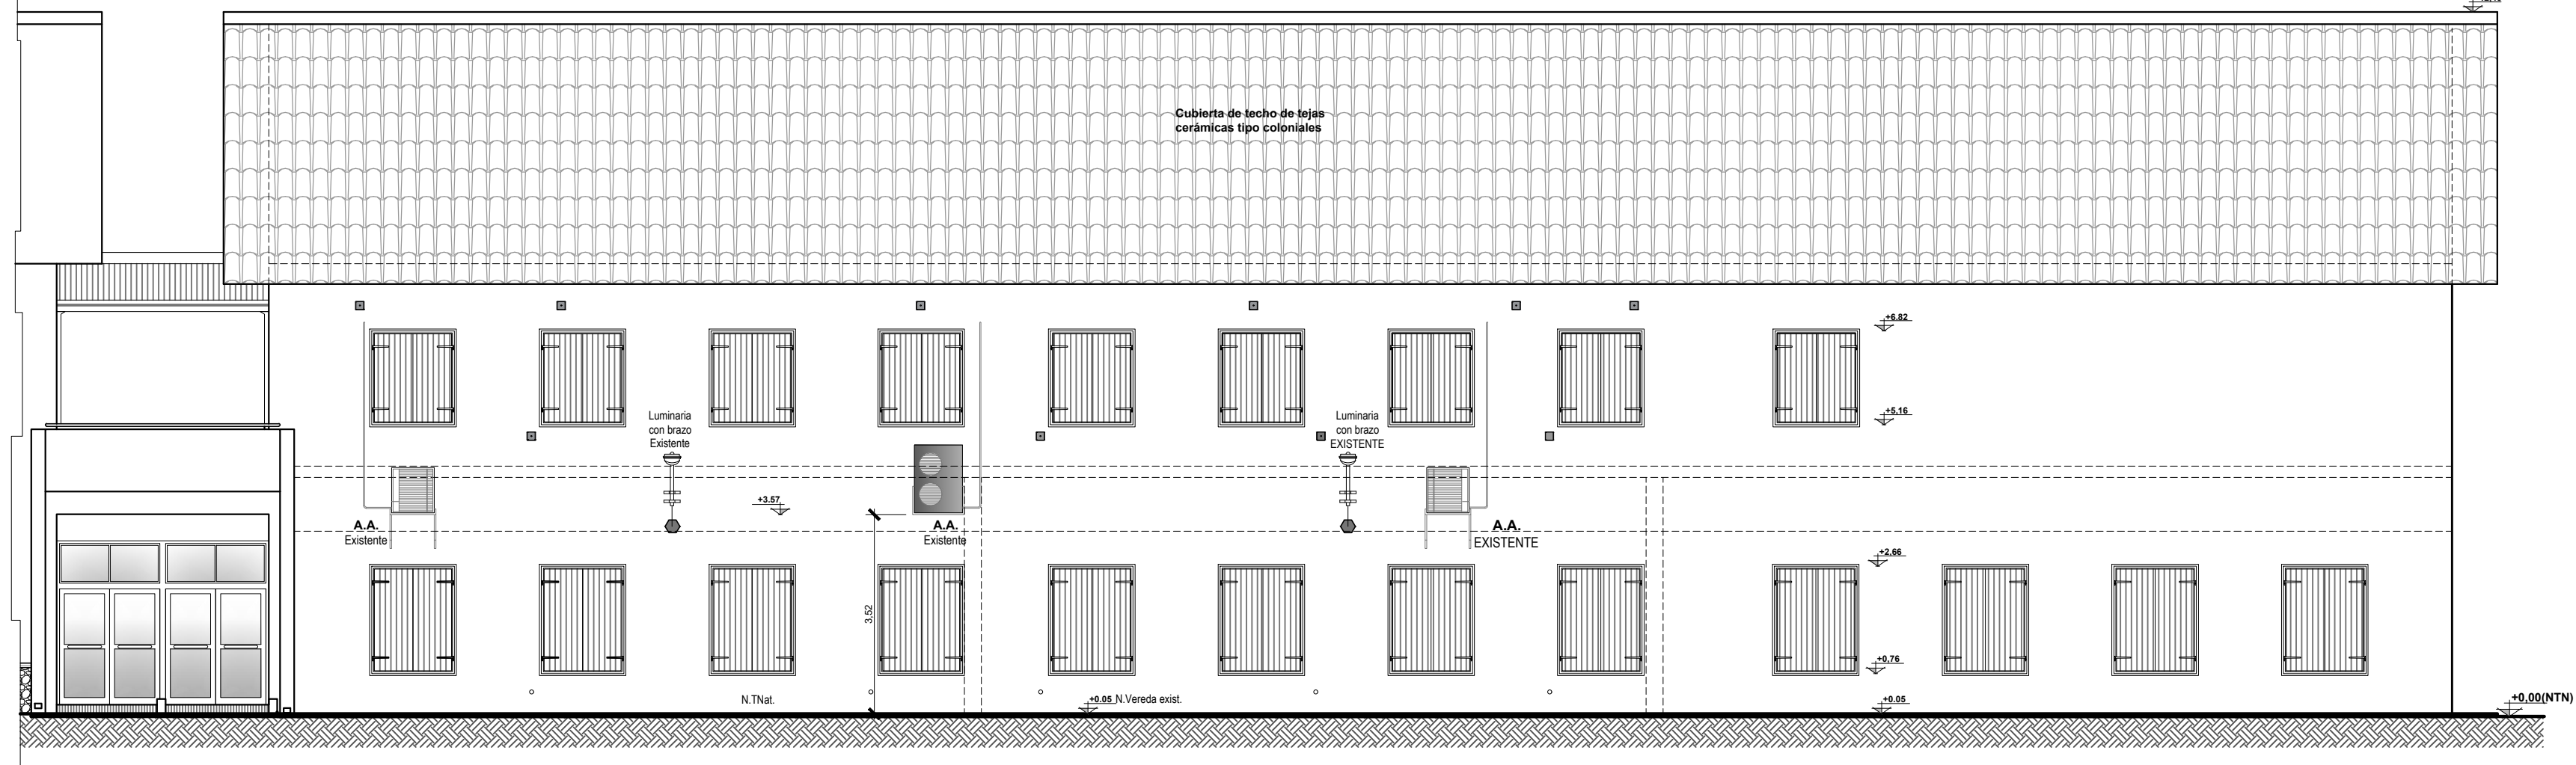 Cubierta de techo de tejas
cerámicas tipo coloniales
+6.82
+5,16
Luminaria
con brazo
Existente
Luminaria
con brazo
EXISTENTE
+3.57
A.A.
Existente
A.A.
Existente
A.A.
EXISTENTE
+2,66
3,52
+0,76
N.TNat.
+0.05 N.Vereda exist.
+0.05
+0,00(NTN)